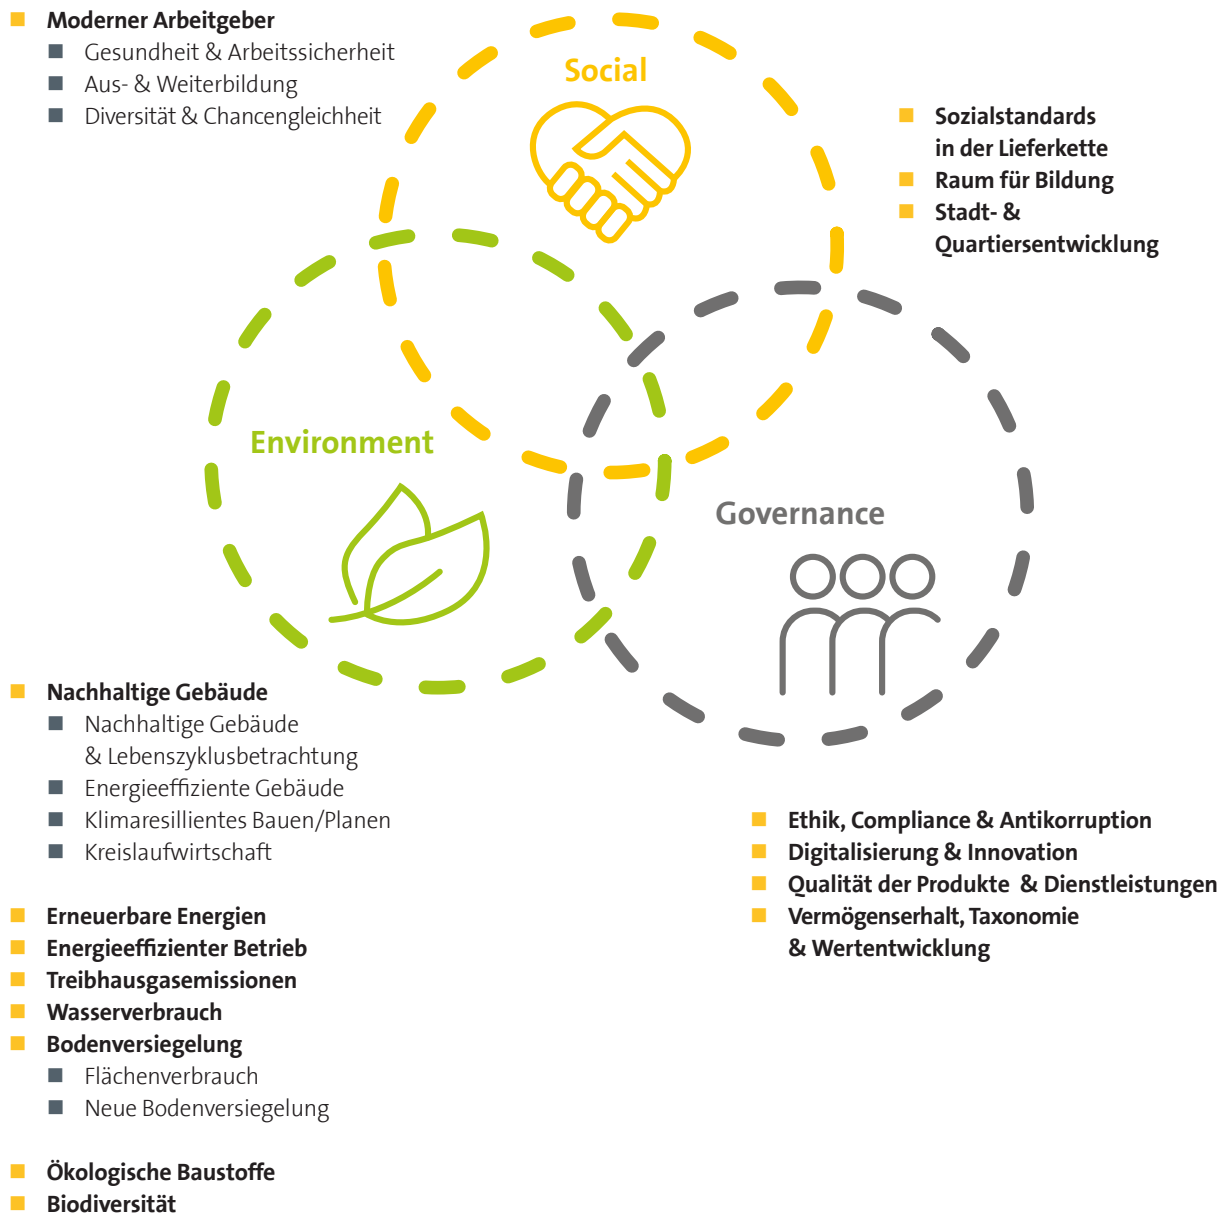 Moderner Arbeitgeber
Gesundheit & Arbeitssicherheit
Aus- & Weiterbildung
Diversität & Chancengleichheit
Social
Sozialstandards
in der Lieferkette
Raum für Bildung
Stadt- &
Quartiersentwicklung
Environment
Governance
Nachhaltige Gebäude
Nachhaltige Gebäude
& Lebenszyklusbetrachtung
Energieeffiziente Gebäude
Klimaresillientes Bauen/Planen
Kreislaufwirtschaft
Erneuerbare Energien
Energieeffizienter Betrieb
Treibhausgasemissionen
Wasserverbrauch
Bodenversiegelung
Flächenverbrauch
Neue Bodenversiegelung
Ökologische Baustoffe
Biodiversität
Ethik, Compliance & Antikorruption
Digitalisierung & Innovation
Qualität der Produkte & Dienstleistungen
Vermögenserhalt, Taxonomie
& Wertentwicklung